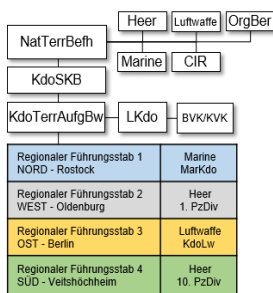 Heer
Luftwaffe
OrgBer
NatTerrBefh
Marine
CIR
KdoSKB
KdoTerrAufgBw
LKdo
BVK/KVK
Regionaler Führungsstab 1
NORD - Rostock
Marine
MarKdo
Regionaler Führungsstab 2
WEST - Oldenburg
Heer
1. PzDiv
Regionaler Führungsstab 3
OST - Berlin
Luftwaffe
KdoLw
Regionaler Führungsstab 4
SÜD - Veitshöchheim
Heer
10. PzDiv